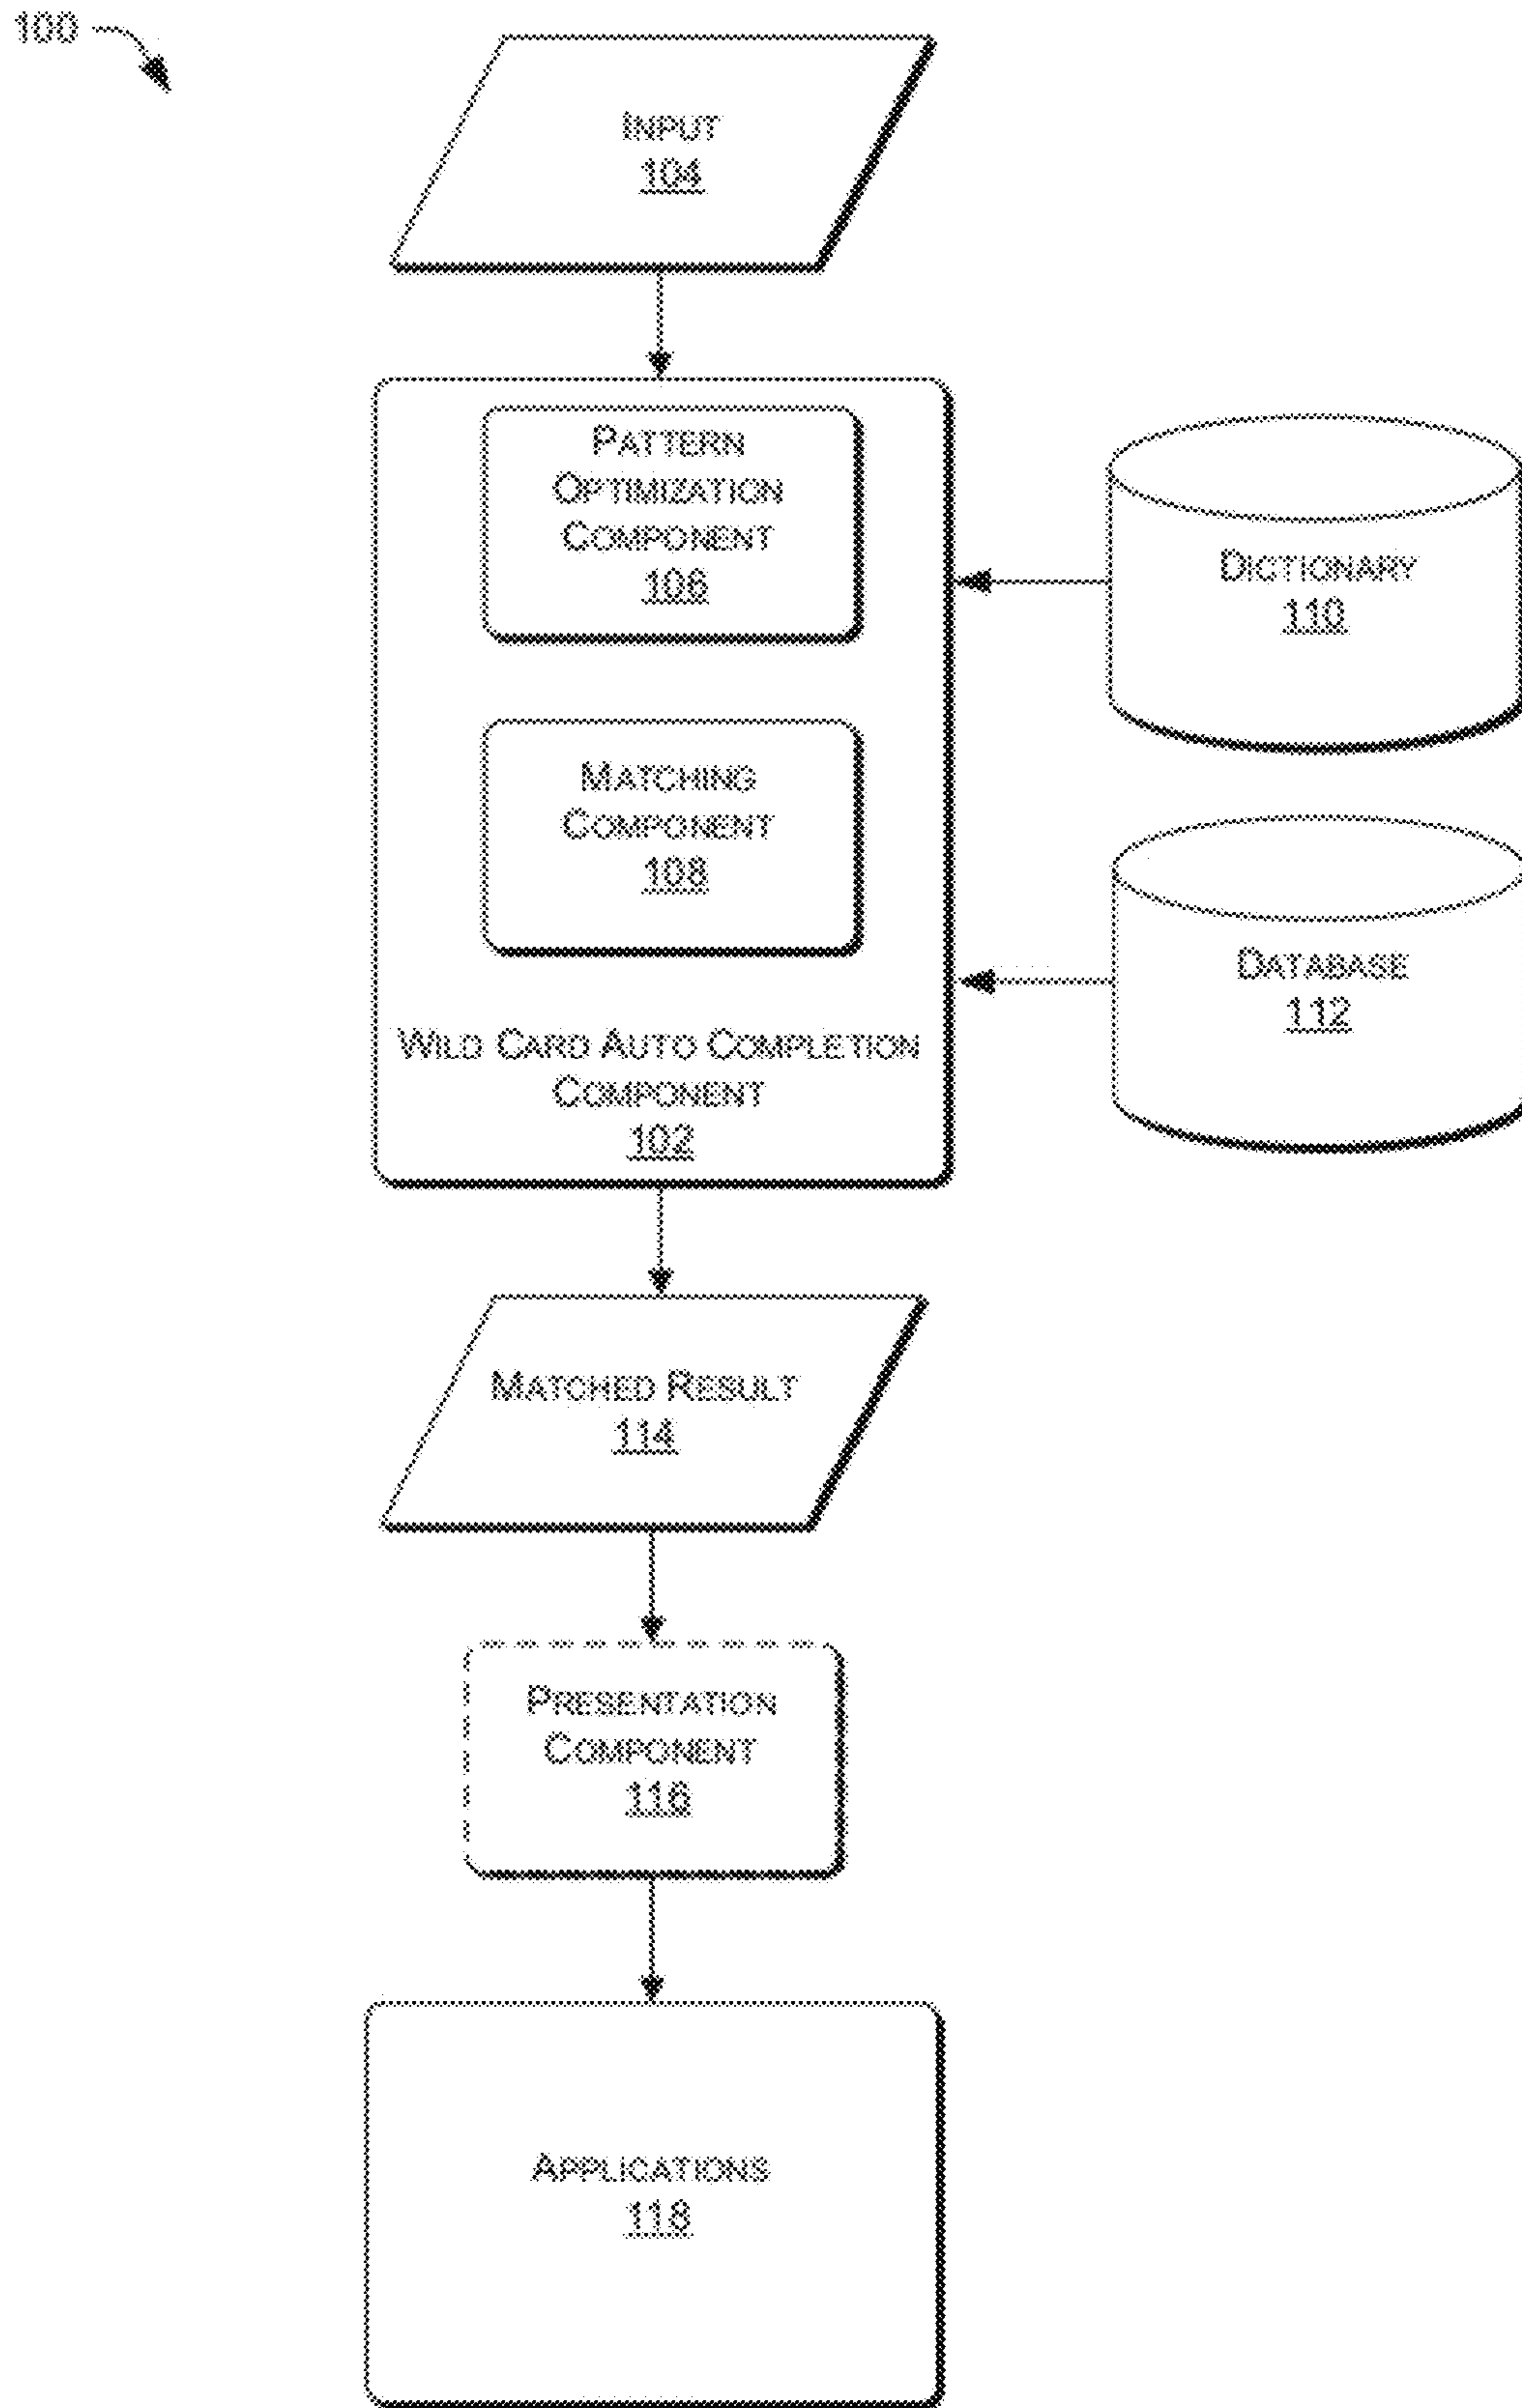 100
INPUT
104
PATTERN
OPTIMIZATION
COMPONENT
106
MATCHING
COMPONENT
108
WILD CARD AUTO COMPLETION
COMPONENT
102
DICTIONARY
110
DATABASE
112
MATCHED RESULT
114
PRESENTATION
COMPONENT
116
APPLICATIONS
118